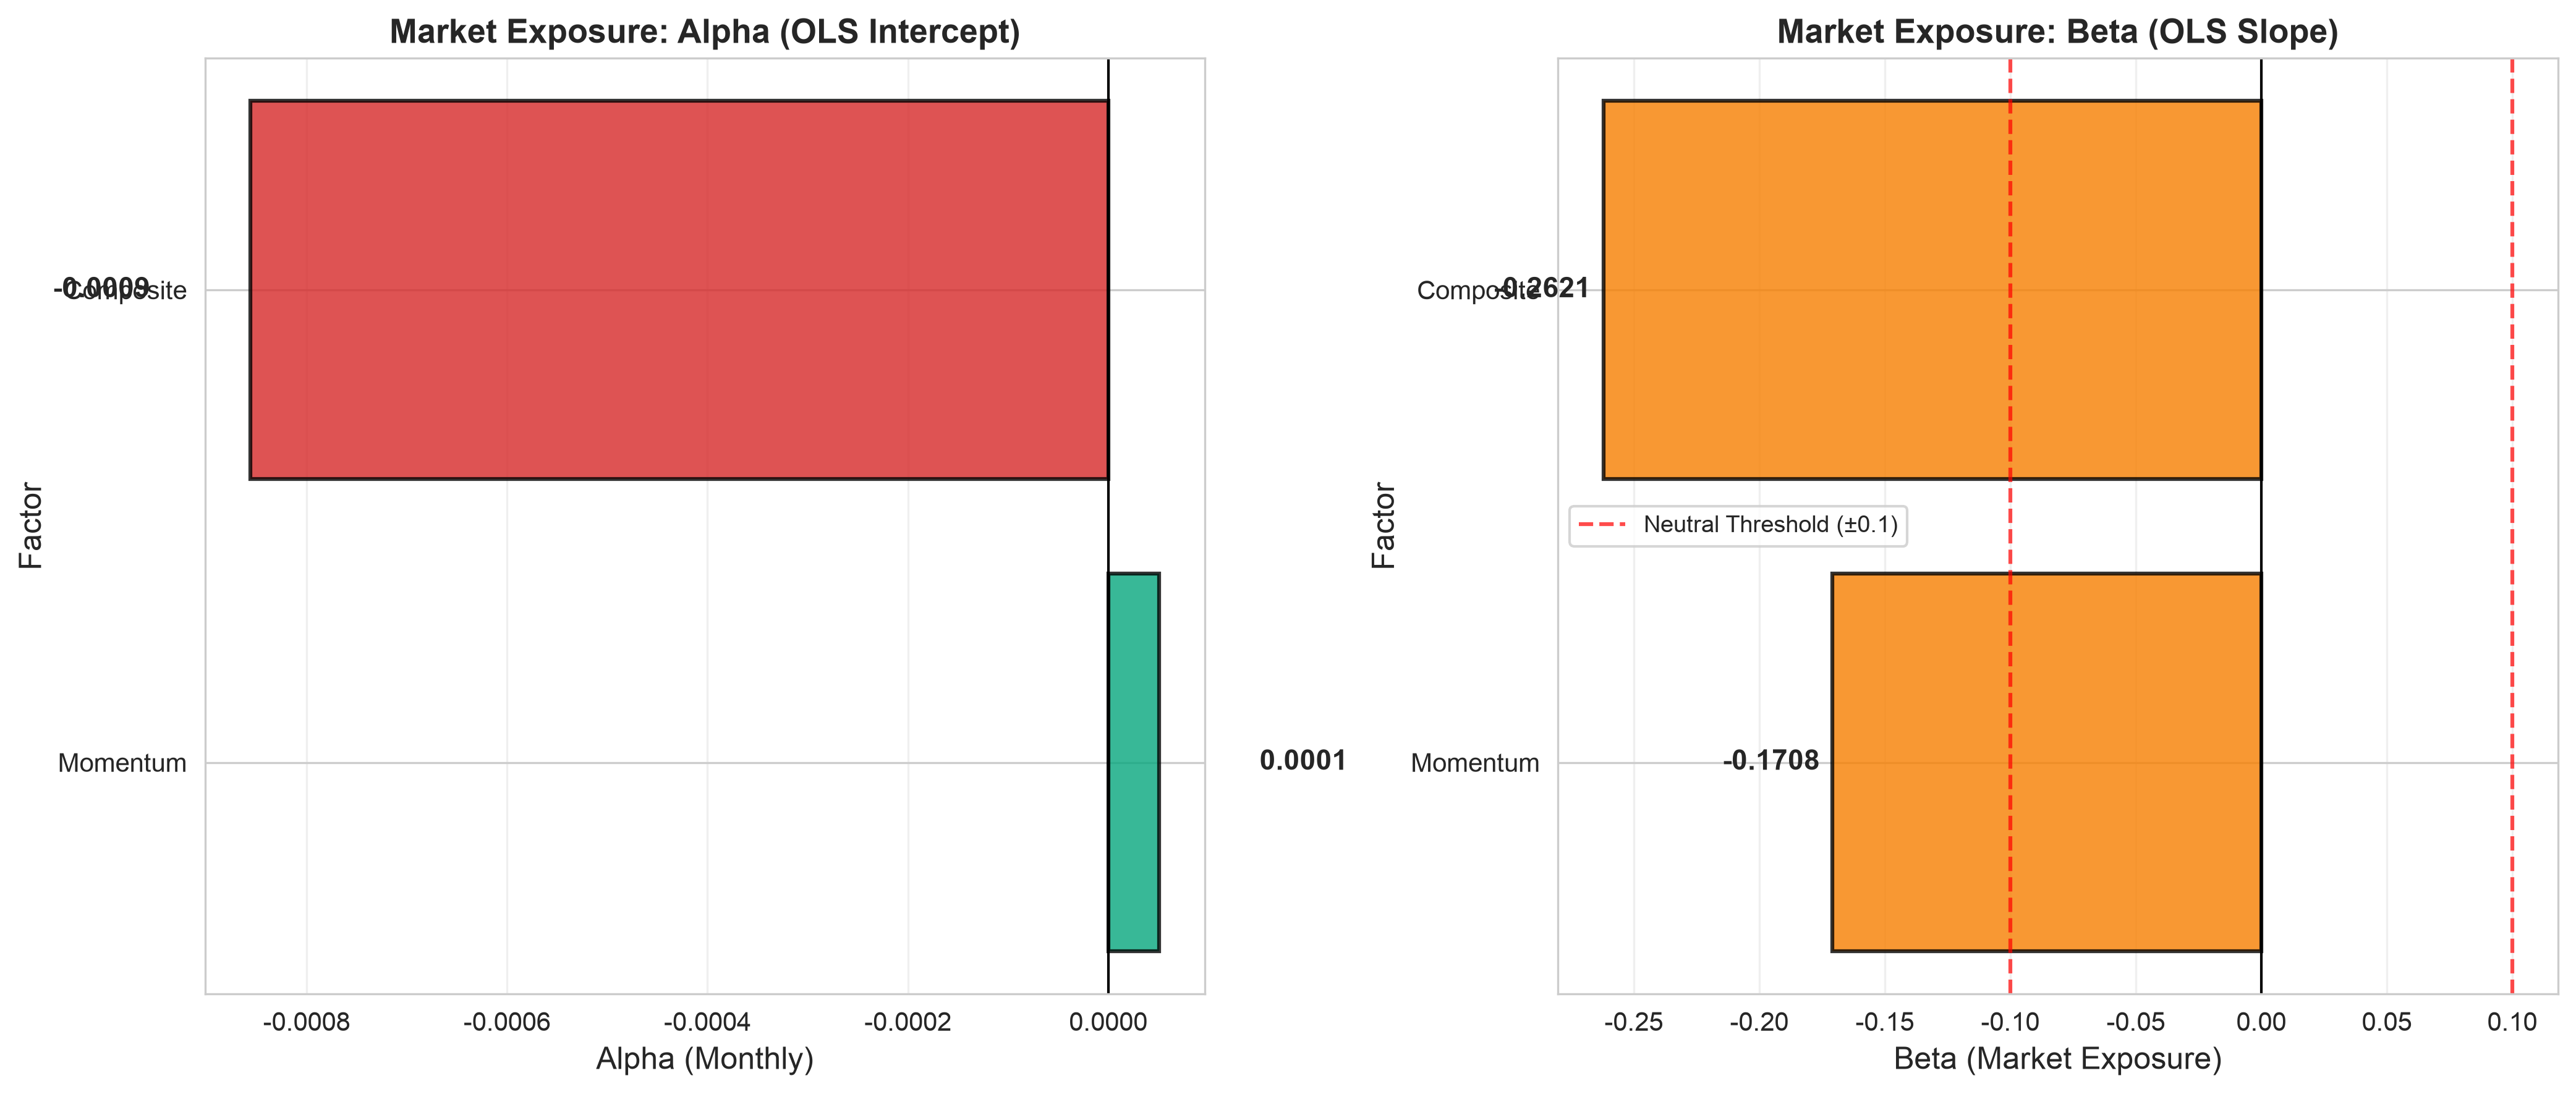 Market Exposure: Alpha (OLS Intercept)
-0.0009
Composite
Momentum
0.0001
Factor
-0.0008 -0.0006 -0.0004 -0.0002 0.0000
Alpha (Monthly)
Market Exposure: Beta (OLS Slope)
Composite
-0.2621
Neutral Threshold (±0.1)
Momentum
-0.1708
Factor
-0.25 -0.20 -0.15 -0.10 -0.05 0.00 0.05 0.10
Beta (Market Exposure)